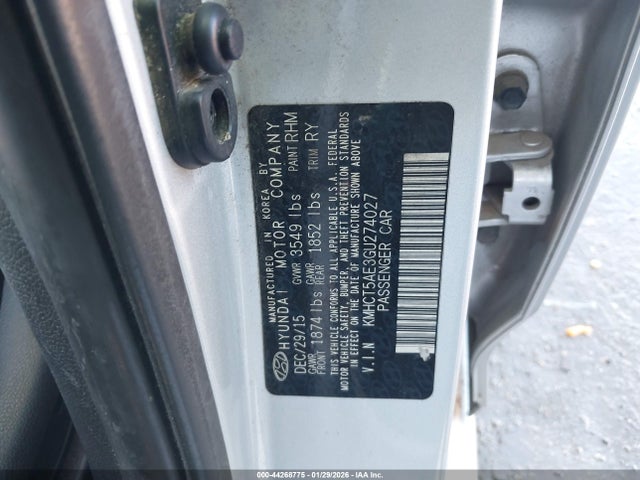 MANUFACTURED IN KOREA BY
HYUNDAI MOTOR COMPANY
DEC/29/15 GVWR 3549 lbs PAINT RHM
GAWR FRONT 1874 lbs GAWR REAR 1852 lbs TRIM RY
THIS VEHICLE CONFORMS TO ALL APPLICABLE U.S.A. FEDERAL
MOTOR VEHICLE SAFETY, BUMPER, AND THEFT PREVENTION STANDARDS
IN EFFECT ON THE DATE OF MANUFACTURE SHOWN ABOVE
V.I.N KMHCT5AE3GU274027
PASSENGER CAR
000-44268775 | 01/29/2026 | IAAI.COM